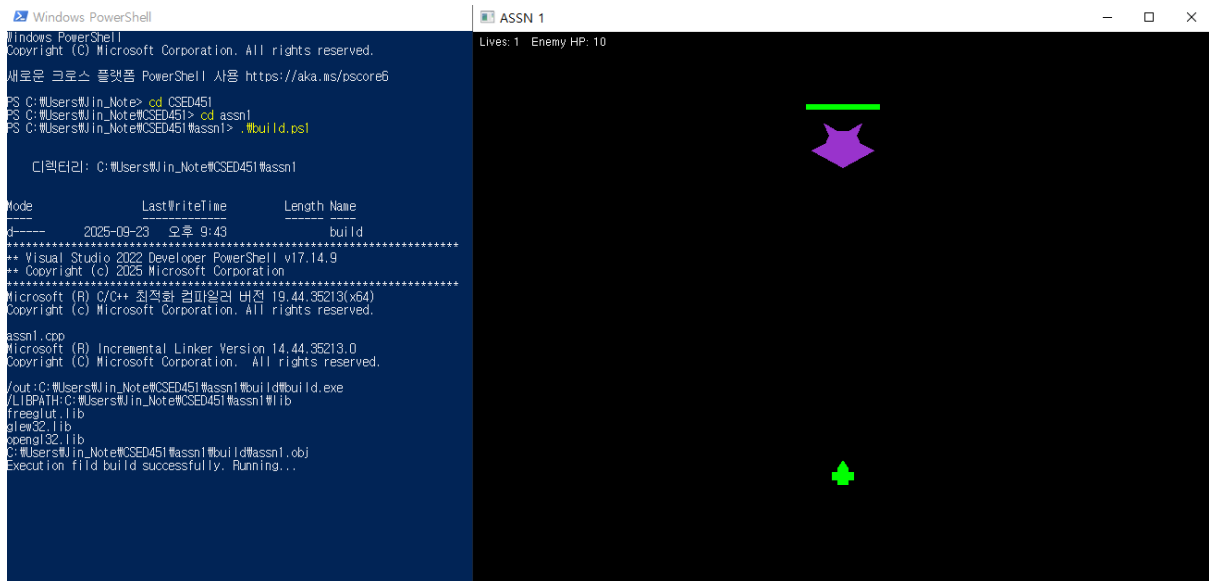 Windows PowerShell
Windows PowerShell
Copyright (C) Microsoft Corporation. All rights reserved.
새로운 크로스 플랫폼 PowerShell 사용 https://aka.ms/pscore6
PS C:₩Users₩Jin_Note> cd CSED451
PS C:₩Users₩Jin_Note₩CSED451> cd assn1
PS C:₩Users₩Jin_Note₩CSED451₩assn1> .₩build.ps1
디렉터리: C:₩Users₩Jin_Note₩CSED451₩assn1
Mode LastWriteTime Length Name
---- ------------- ------ ----
d----- 2025-09-23 오후 9:43 build
**********************************************************************
** Visual Studio 2022 Developer PowerShell v17.14.9
** Copyright (c) 2025 Microsoft Corporation
**********************************************************************
Microsoft (R) C/C++ 최적화 컴파일러 버전 19.44.35213(x64)
Copyright (c) Microsoft Corporation. All rights reserved.
assn1.cpp
Microsoft (R) Incremental Linker Version 14.44.35213.0
Copyright (C) Microsoft Corporation.  All rights reserved.
/out:C:₩Users₩Jin_Note₩CSED451₩assn1₩build₩build.exe
/LIBPATH:C:₩Users₩Jin_Note₩CSED451₩assn1₩lib
freeglut.lib
glew32.lib
opengl32.lib
C:₩Users₩Jin_Note₩CSED451₩assn1₩build₩assn1.obj
Execution fild build successfully. Running...
ASSN 1
Lives: 1 Enemy HP: 10